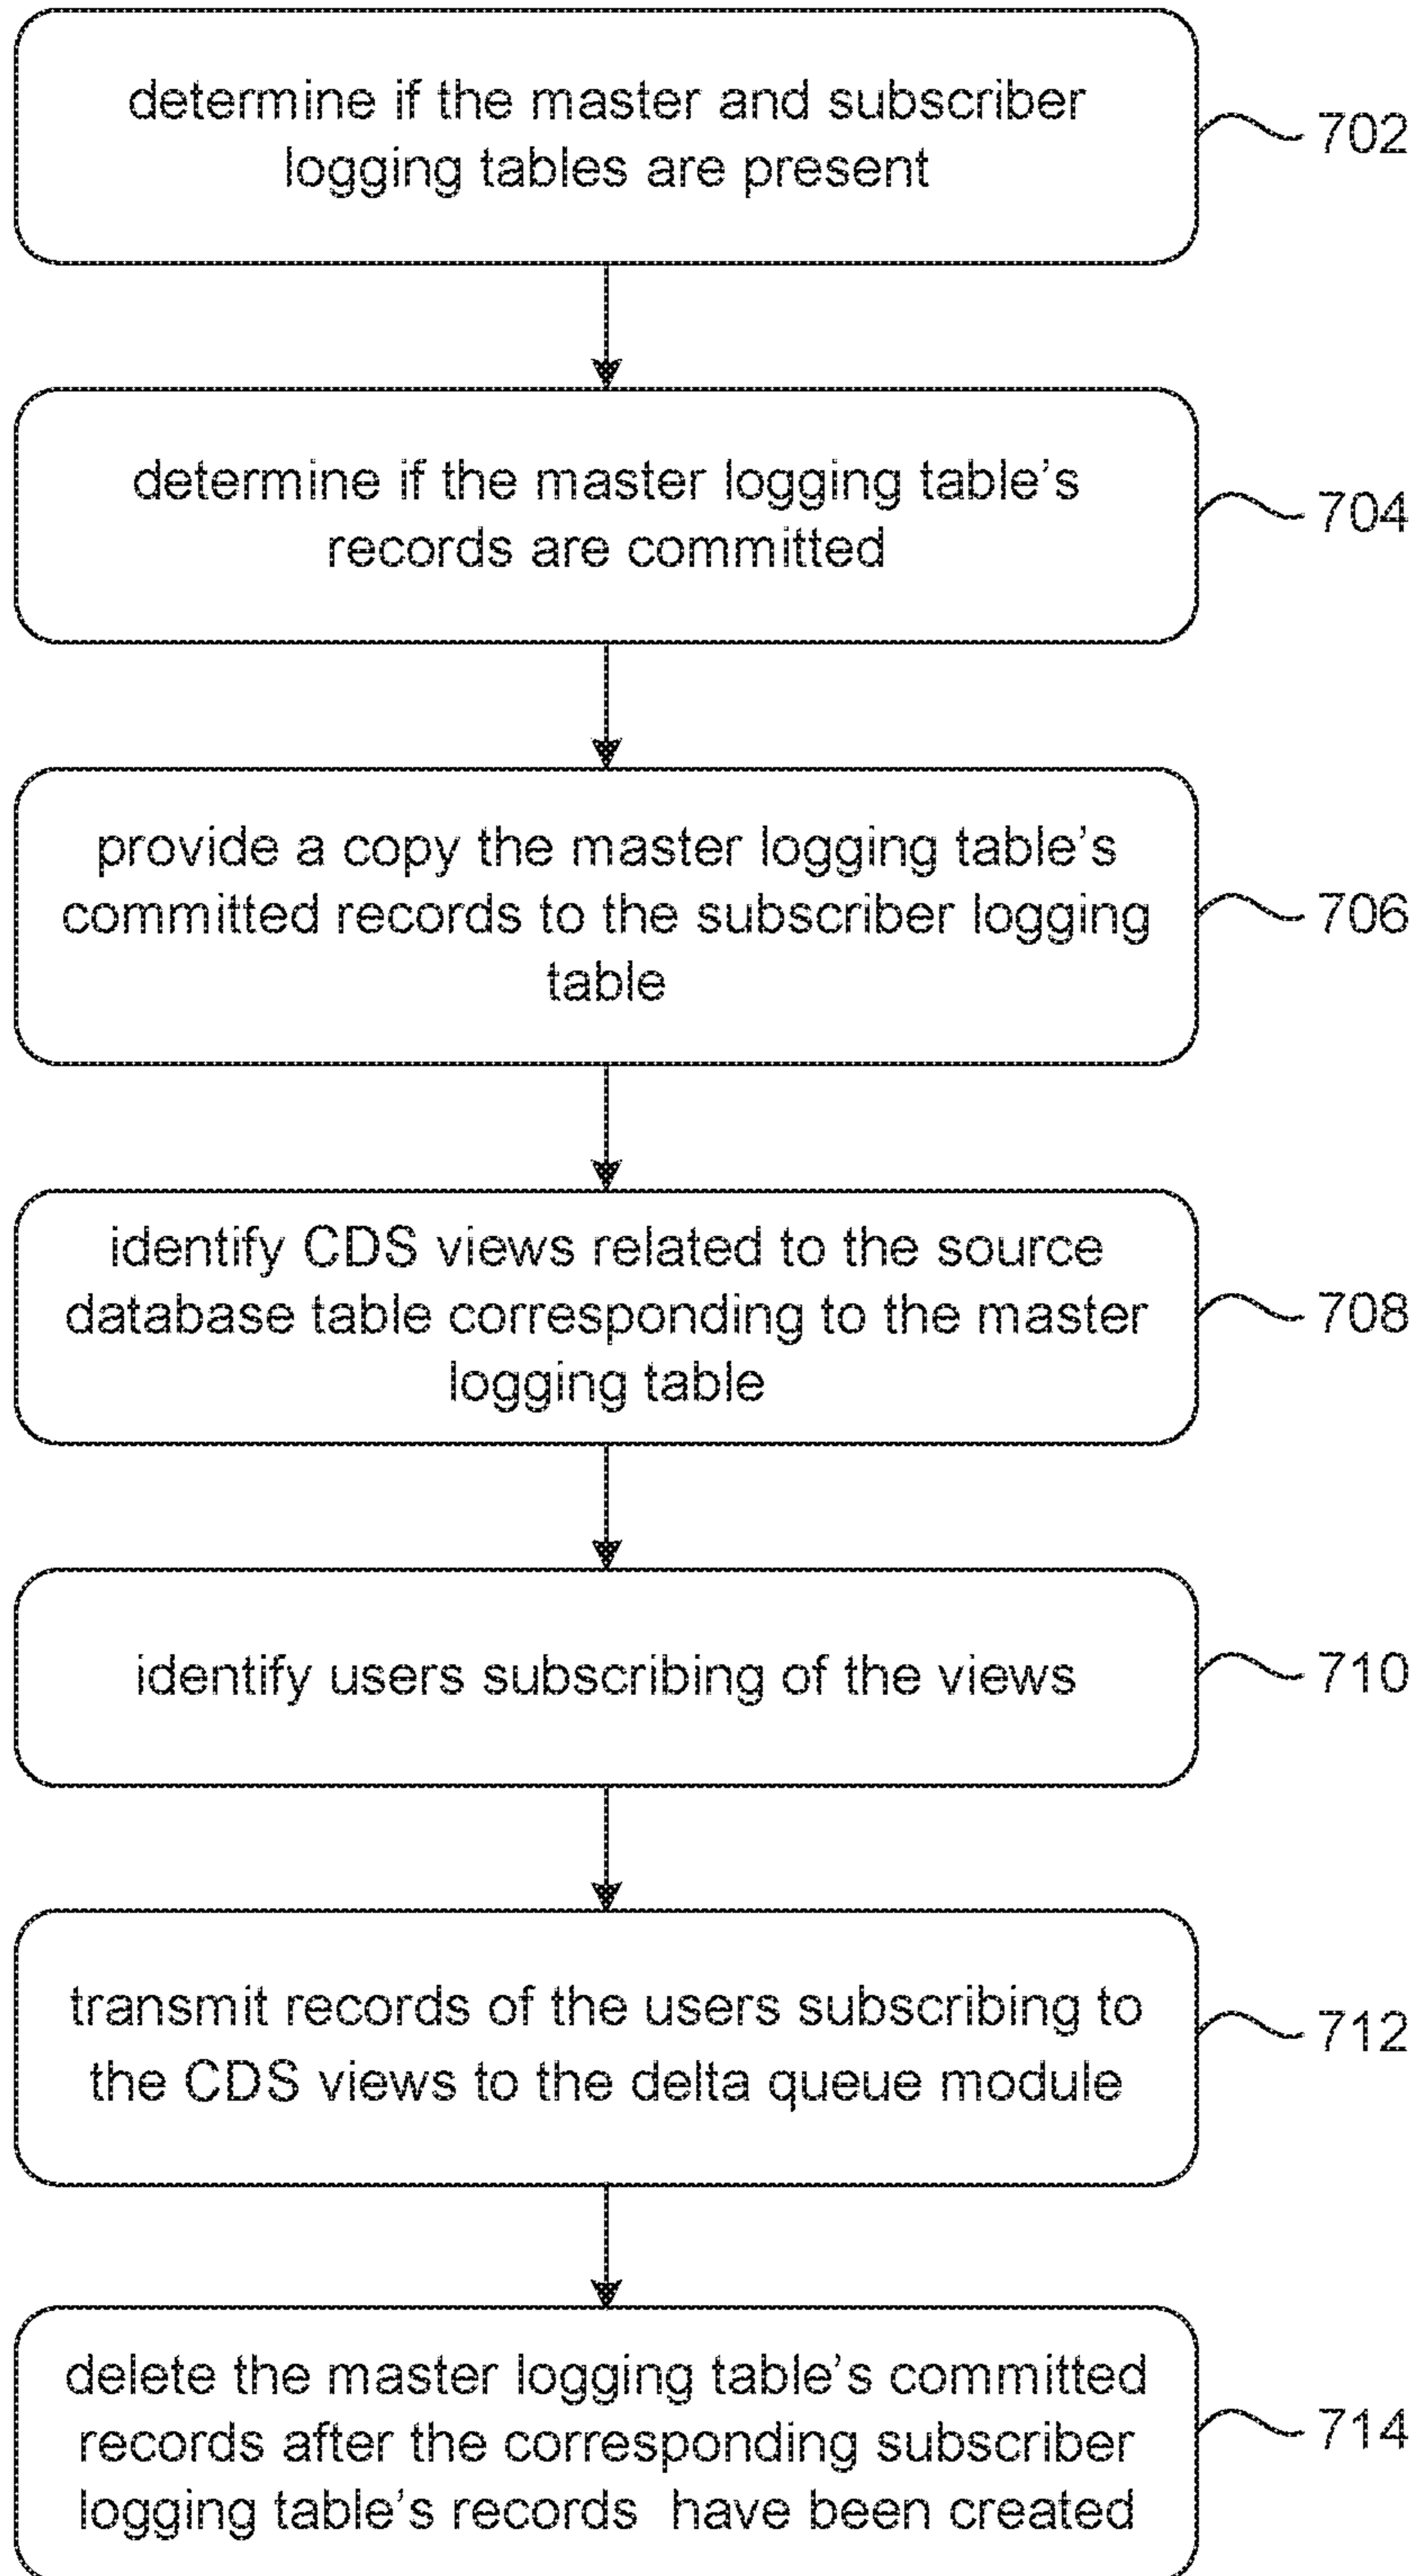 determine if the master and subscriber
logging tables are present
702
determine if the master logging table's
records are committed
704
provide a copy the master logging table's
committed records to the subscriber logging
table
706
identify CDS views related to the source
database table corresponding to the master
logging table
708
identify users subscribing of the views
710
transmit records of the users subscribing to
the CDS views to the delta queue module
712
delete the master logging table's committed
records after the corresponding subscriber
logging table's records have been created
714